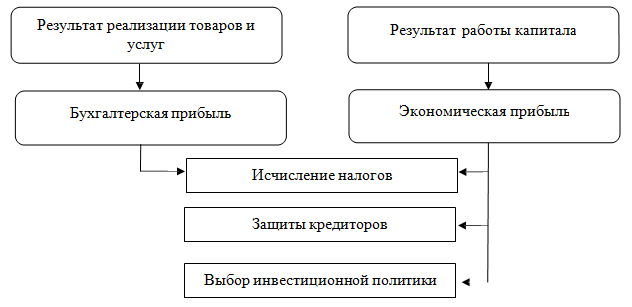 Результат реализации товаров и
услуг
Результат работы капитала
Бухгалтерская прибыль
Экономическая прибыль
Исчисление налогов
Защиты кредиторов
Выбор инвестиционной политики